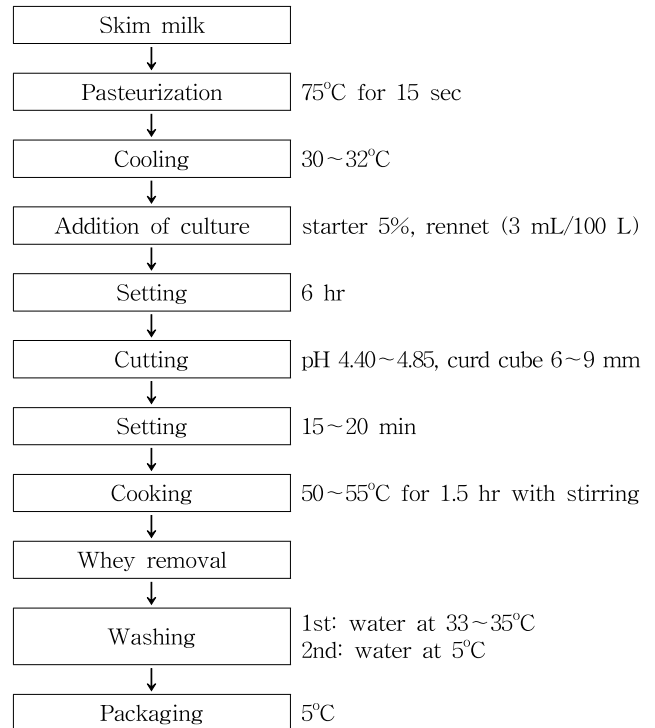 Skim milk
Pasteurization 75°C for 15 sec
Cooling 30~32°C
Addition of culture starter 5%, rennet (3 mL/100 L)
Setting 6 hr
Cutting pH 4.40~4.85, curd cube 6~9 mm
Setting 15~20 min
Cooking 50~55°C for 1.5 hr with stirring
Whey removal
Washing 1st: water at 33~35°C
2nd: water at 5°C
Packaging 5°C